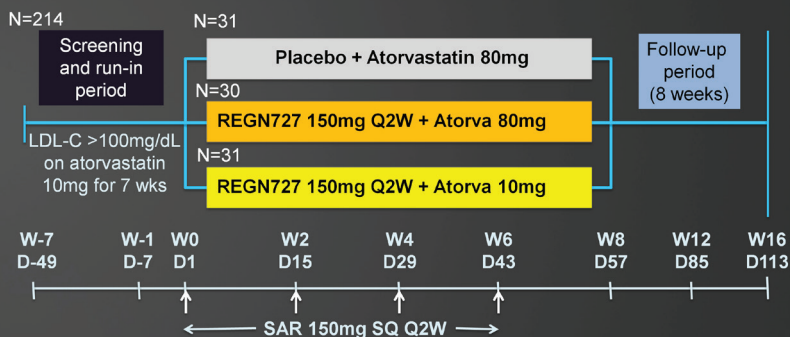 N=214
Screening
and run-in
period
LDL-C >100mg/dL
on atorvastatin
10mg for 7 wks
N=31
Placebo + Atorvastatin 80mg
N=30
REGN727 150mg Q2W + Atorva 80mg
N=31
REGN727 150mg Q2W + Atorva 10mg
Follow-up
period
(8 weeks)
W-7 W-1 W0 W2 W4 W6 W8 W12 W16
D-49 D-7 D1 D15 D29 D43 D57 D85 D113
SAR 150mg SQ Q2W